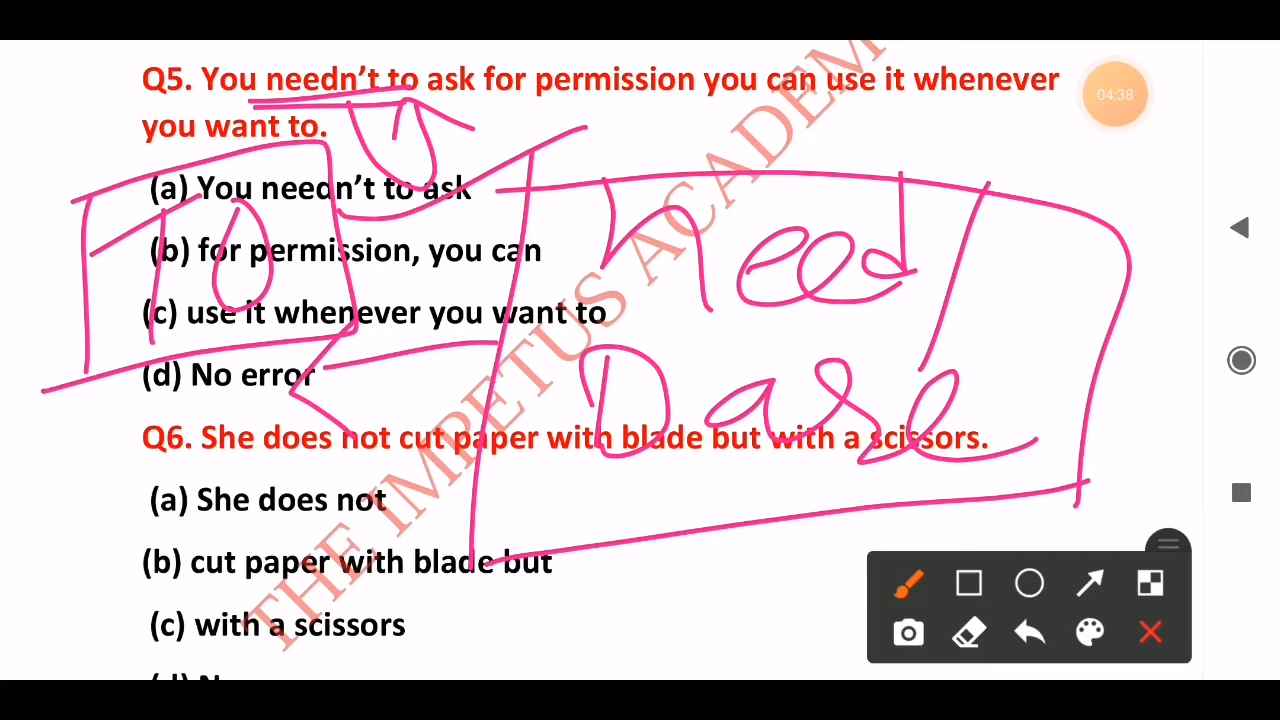 Q5. You needn't to ask for permission you can use it whenever
you want to.
(a) You needn't to ask
(b) for permission, you can
(c) use it whenever you want to
(d) No error
Q6. She does not cut paper with blade but with a scissors.
(a) She does not
(b) cut paper with blade but
(c) with a scissors
TO
need
Dare
THE IMPETUS ACADEM
04:38